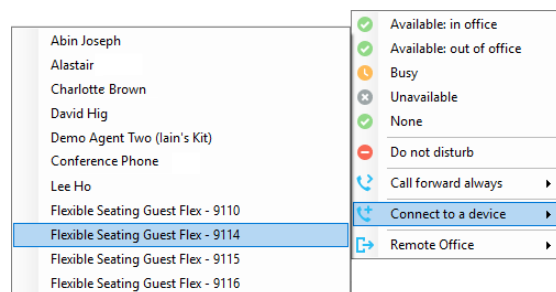 Abin Joseph
Alastair
Charlotte Brown
David Hig
Demo Agent Two (Iain's Kit)
Conference Phone
Lee Ho
Flexible Seating Guest Flex - 9110
Flexible Seating Guest Flex - 9114
Flexible Seating Guest Flex - 9115
Flexible Seating Guest Flex - 9116
Available: in office
Available: out of office
Busy
Unavailable
None
Do not disturb
Call forward always
Connect to a device
Remote Office